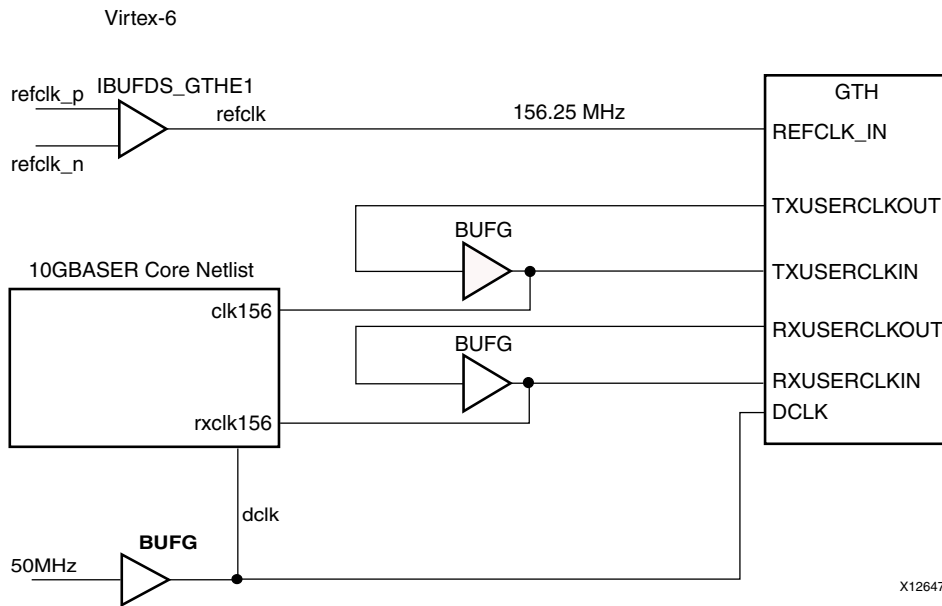 Virtex-6
IBUFDS_GTHE1
refclk_p
refclk_n
refclk
156.25 MHz
GTH
REFCLK_IN
TXUSERCLKOUT
BUFG
TXUSERCLKIN
10GBASER Core Netlist
clk156
RXUSERCLKOUT
BUFG
RXUSERCLKIN
rxclk156
DCLK
dclk
BUFG
50MHz
X12647